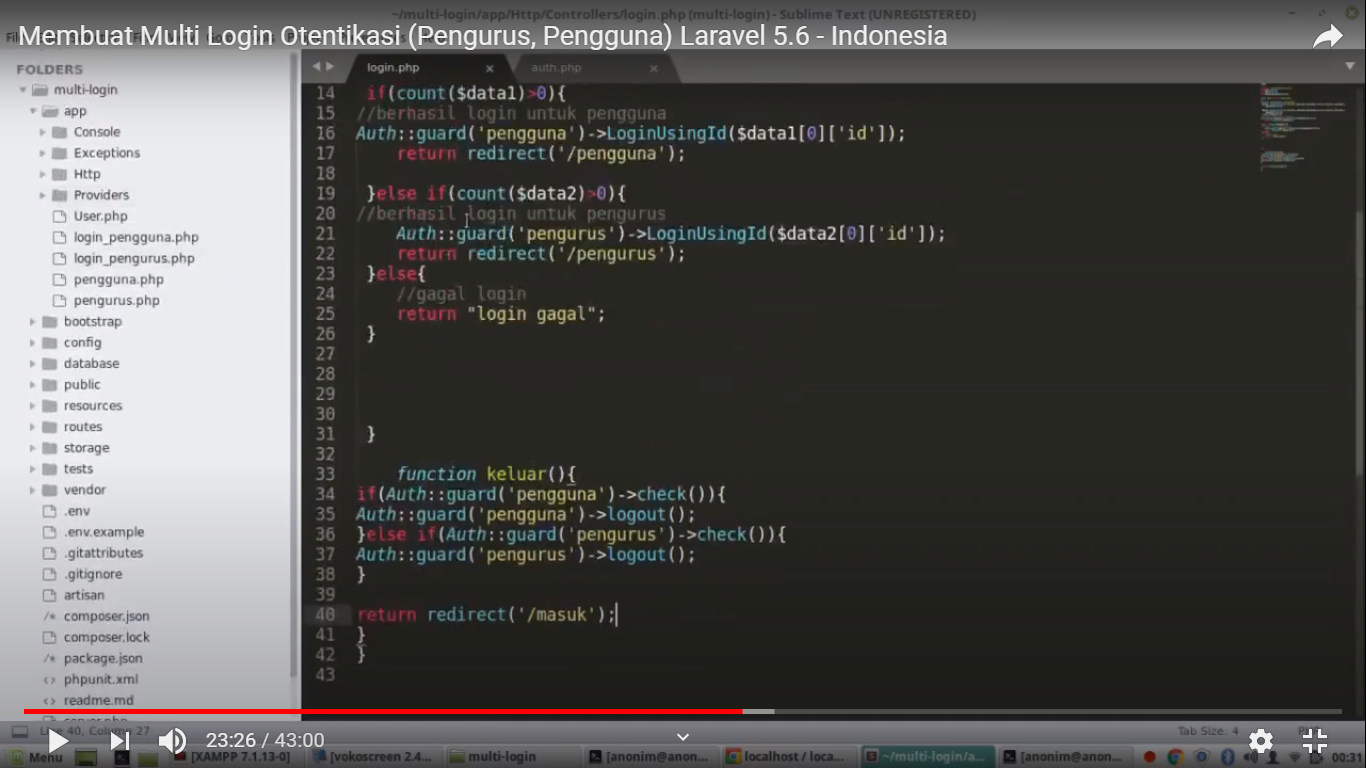 ~/multi-login/app/Http/Controllers/login.php (multi-login) - Sublime Text (UNREGISTERED)
Membuat Multi Login Otentikasi (Pengurus, Pengguna) Laravel 5.6 - Indonesia
FOLDERS
multi-login
app
Console
Exceptions
Http
Providers
User.php
login_pengguna.php
login_pengurus.php
pengguna.php
pengurus.php
bootstrap
config
database
public
resources
routes
storage
tests
vendor
.env
.env.example
.gitattributes
.gitignore
artisan
/* composer.json
composer.lock
/* package.json
<> phpunit.xml
<> readme.md
server.php
login.php × auth.php ×
14 if(count($data1)>0){
15 //berhasil login untuk pengguna
16 Auth::guard('pengguna')->LoginUsingId($data1[0]['id']);
17 return redirect('/pengguna');
18
19 }else if(count($data2)>0){
20 //berhasil login untuk pengurus
21 Auth::guard('pengurus')->LoginUsingId($data2[0]['id']);
22 return redirect('/pengurus');
23 }else{
24 //gagal login
25 return "login gagal";
26 }
27
28
29
30
31 }
32
33 function keluar(){
34 if(Auth::guard('pengguna')->check()){
35 Auth::guard('pengguna')->logout();
36 }else if(Auth::guard('pengurus')->check()){
37 Auth::guard('pengurus')->logout();
38 }
39
40 return redirect('/masuk');
41 }
42 }
43
Line 40, Column 27 Tab Size: 4
23:26 / 43:00
Menu [XAMPP 7.1.13-0] [vokoscreen 2.4... multi-login [anonim@anon... localhost / loca... ~/multi-login/a... [anonim@anon... 00:31